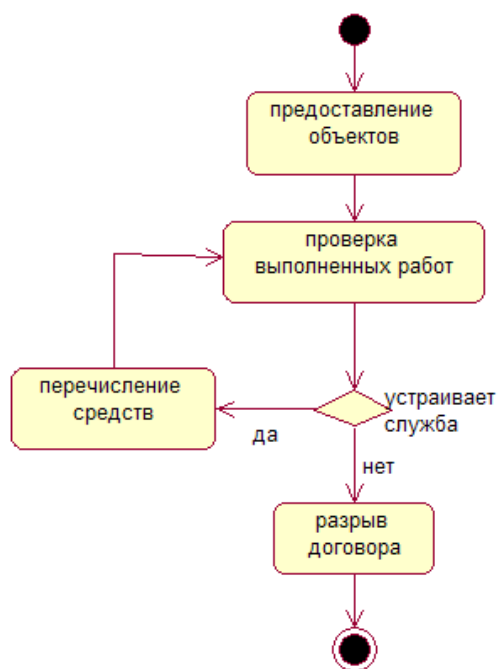 предоставление
объектов
проверка
выполненных работ
перечисление
средств
устраивает
служба
да
нет
разрыв
договора